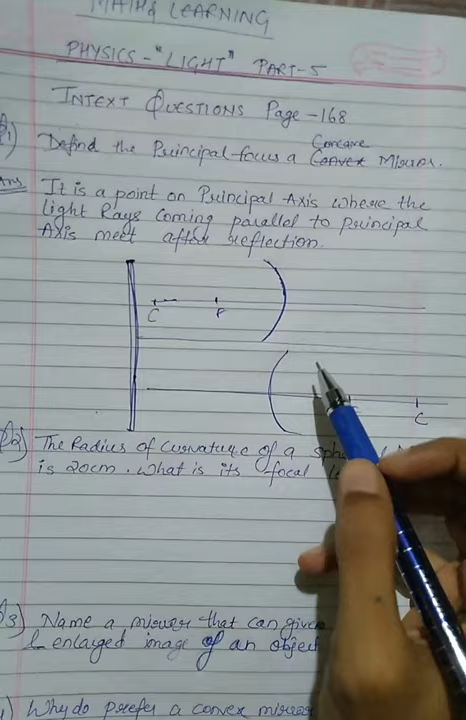 MATHS LEARNING
PHYSICS - "LIGHT" PART-5
INTEXT QUESTIONS Page -168
Q1) Defind the Principal focus a Concave
Convex Mirror.
Ans It is a point on Principal Axis where the
light Rays Coming parallel to principal
Axis meet after reflection.
C F
C
Q2) The Radius of curvature of a
is 20cm. What is its focal
Q3) Name a mirror that can give
& enlarged image of an object
Why do prefer a convex mirror